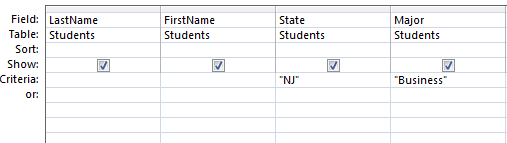 Field: LastName FirstName State Major
Table: Students Students Students Students
Sort:
Show:
Criteria: "NJ" "Business"
or: